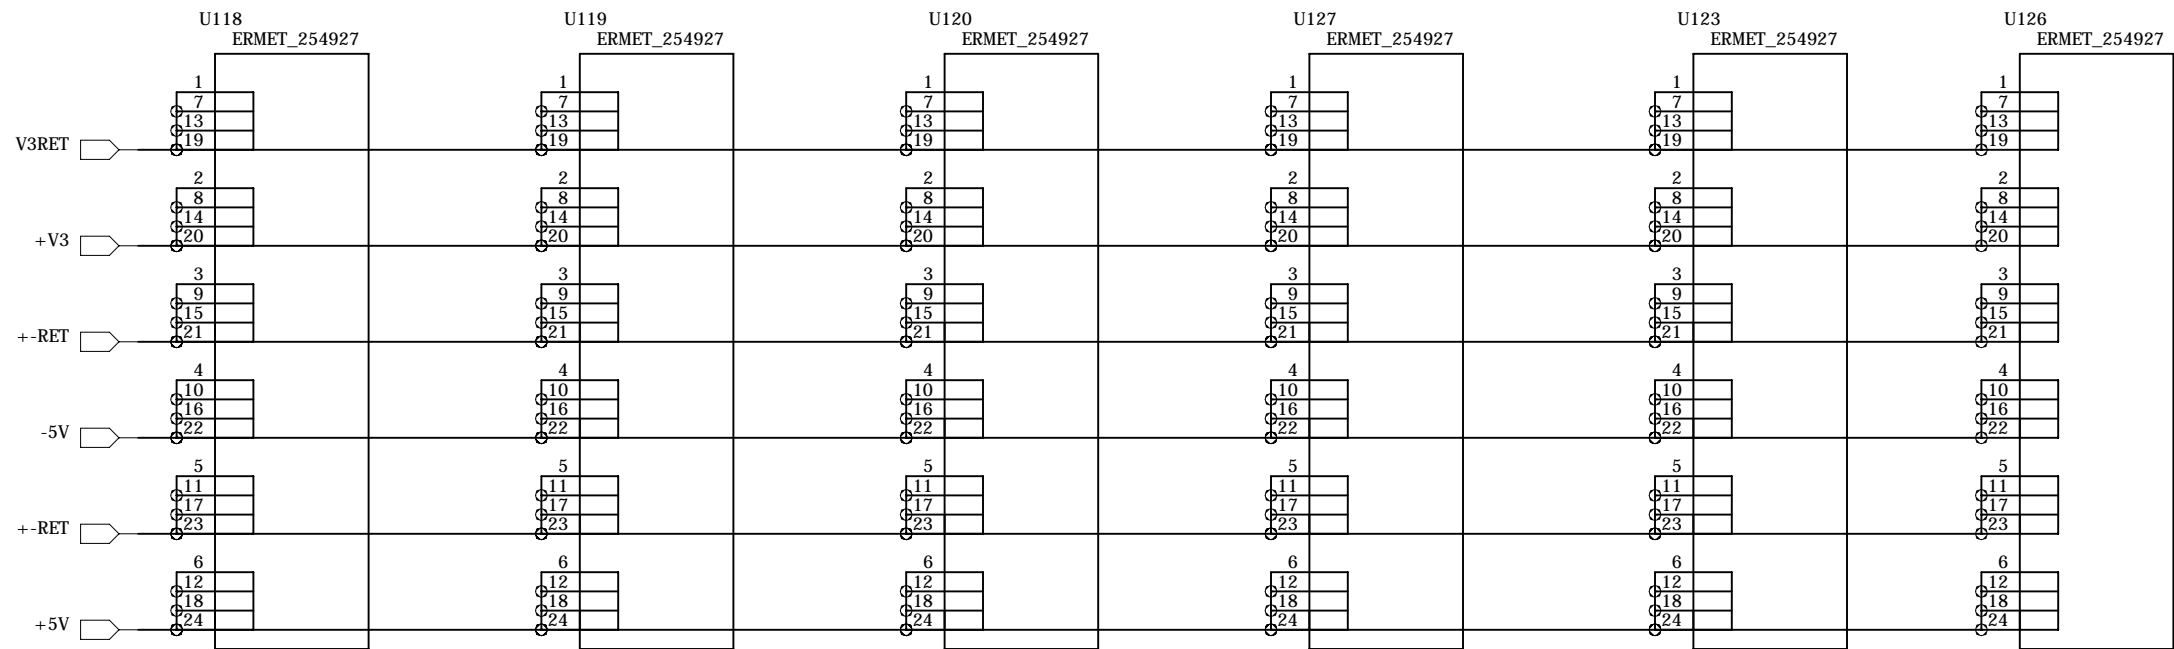 U118 U119 U120 U127 U123 U126
ERMET_254927 ERMET_254927 ERMET_254927 ERMET_254927 ERMET_254927 ERMET_254927
1 1 1 1 1 1
7 7 7 7 7 7
13 13 13 13 13 13
V3RET 19 19 19 19 19 19
2 2 2 2 2 2
8 8 8 8 8 8
14 14 14 14 14 14
+V3 20 20 20 20 20 20
3 3 3 3 3 3
9 9 9 9 9 9
15 15 15 15 15 15
+-RET 21 21 21 21 21 21
4 4 4 4 4 4
10 10 10 10 10 10
16 16 16 16 16 16
-5V 22 22 22 22 22 22
5 5 5 5 5 5
11 11 11 11 11 11
17 17 17 17 17 17
+-RET 23 23 23 23 23 23
6 6 6 6 6 6
12 12 12 12 12 12
18 18 18 18 18 18
+5V 24 24 24 24 24 24